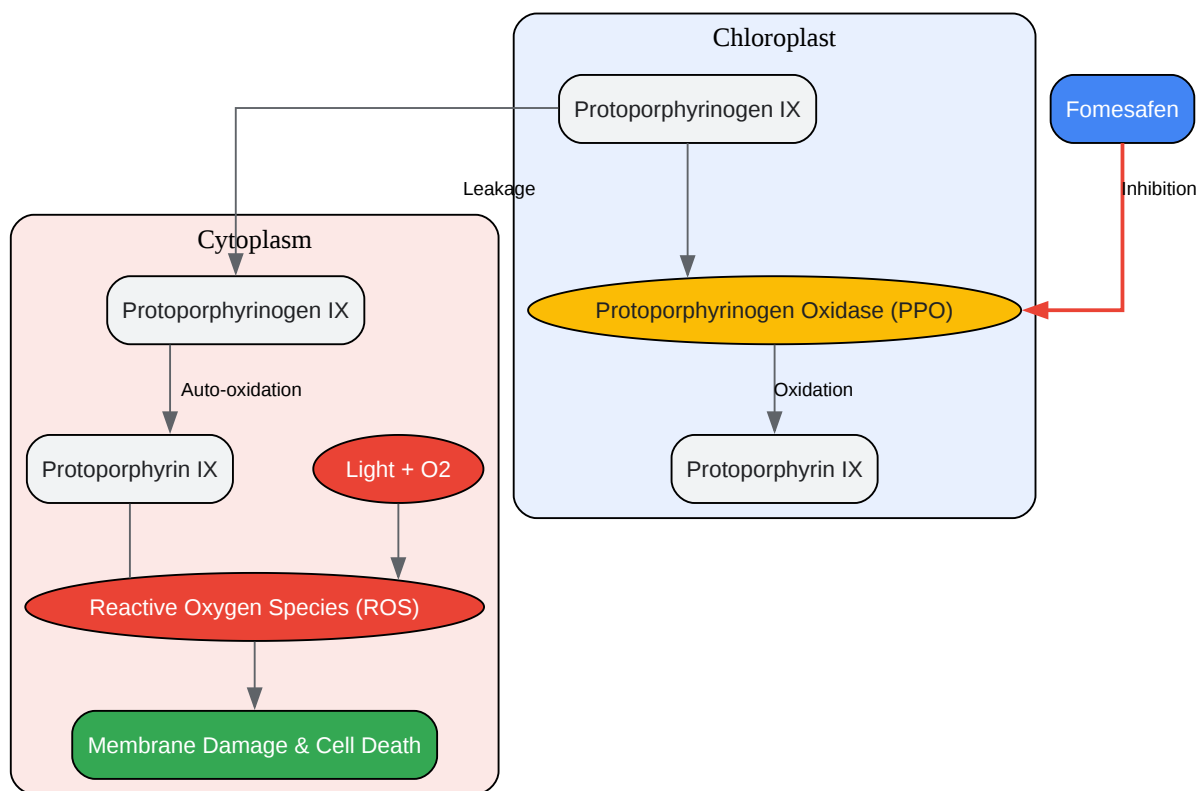 Chloroplast
Protoporphyrinogen IX
Fomesafen
Leakage
Inhibition
Cytoplasm
Protoporphyrinogen IX
Protoporphyrinogen Oxidase (PPO)
Auto-oxidation
Oxidation
Protoporphyrin IX
Light + O2
Protoporphyrin IX
Reactive Oxygen Species (ROS)
Membrane Damage & Cell Death